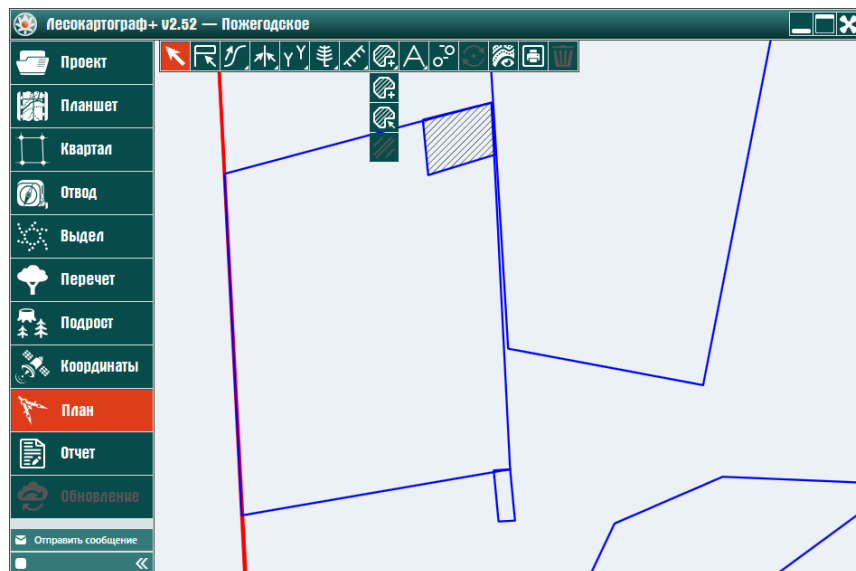 Лесокартограф+ v2.52 — Пожегодское
Проект
Планшет
Квартал
Отвод
Выдел
Перечет
Подрост
Координаты
План
Отчет
Обновление
Отправить сообщение